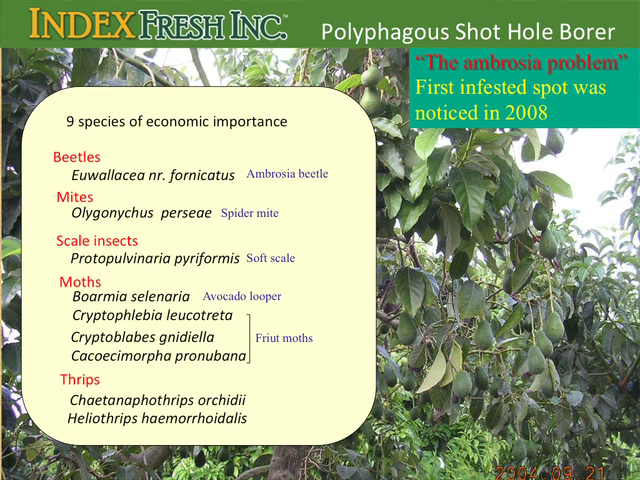 INDEX FRESH INC.™
Polyphagous Shot Hole Borer
“The ambrosia problem”
First infested spot was
noticed in 2008
9 species of economic importance
Beetles
Euwallacea nr. fornicatus Ambrosia beetle
Mites
Olygonychus perseae Spider mite
Scale insects
Protopulvinaria pyriformis Soft scale
Moths
Boarmia selenaria Avocado looper
Cryptophlebia leucotreta
Cryptoblabes gnidiella Friut moths
Cacoecimorpha pronubana
Thrips
Chaetanaphothrips orchidii
Heliothrips haemorrhoidalis
2004.09.21